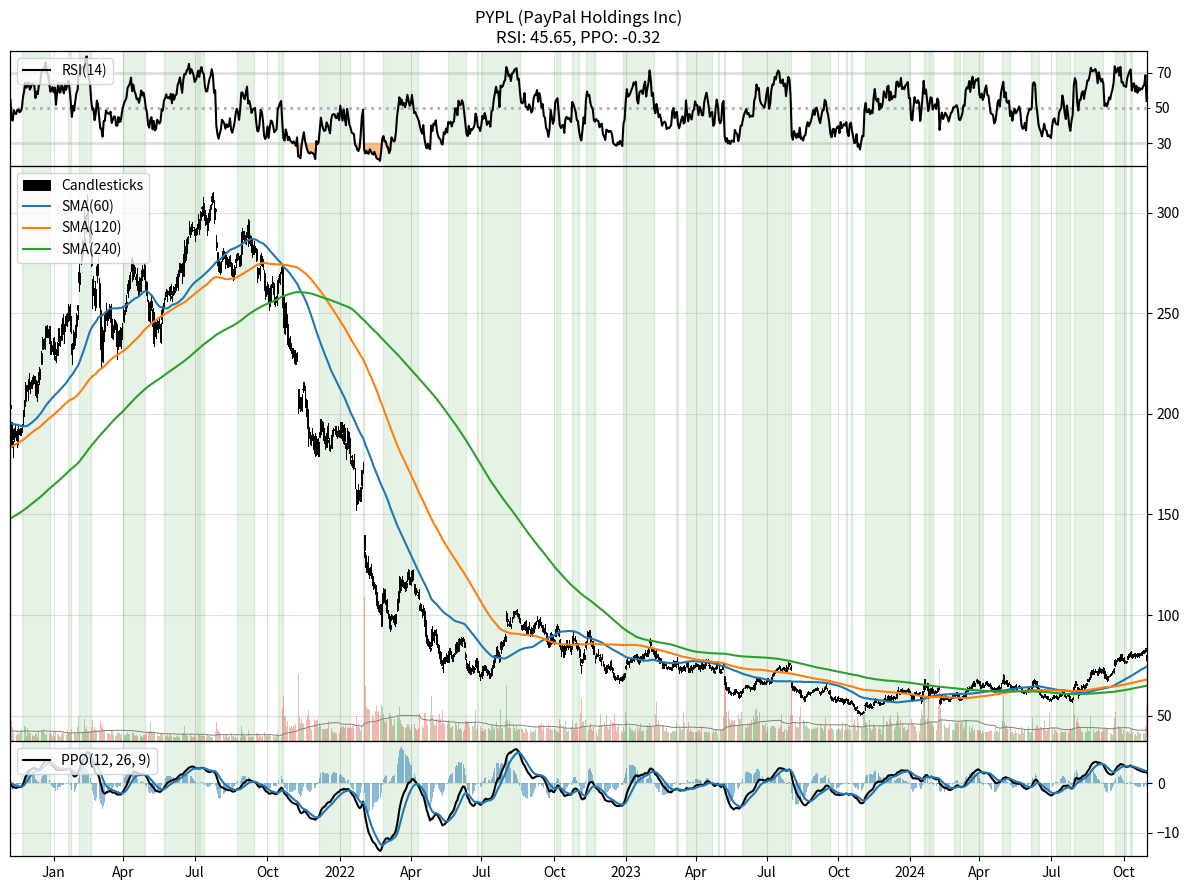 PYPL (PayPal Holdings Inc)
RSI: 45.65, PPO: -0.32
RSI(14)
70
50
30
Candlesticks
SMA(60)
SMA(120)
SMA(240)
300
250
200
150
100
50
PPO(12, 26, 9)
0
−10
Jan Apr Jul Oct 2022 Apr Jul Oct 2023 Apr Jul Oct 2024 Apr Jul Oct